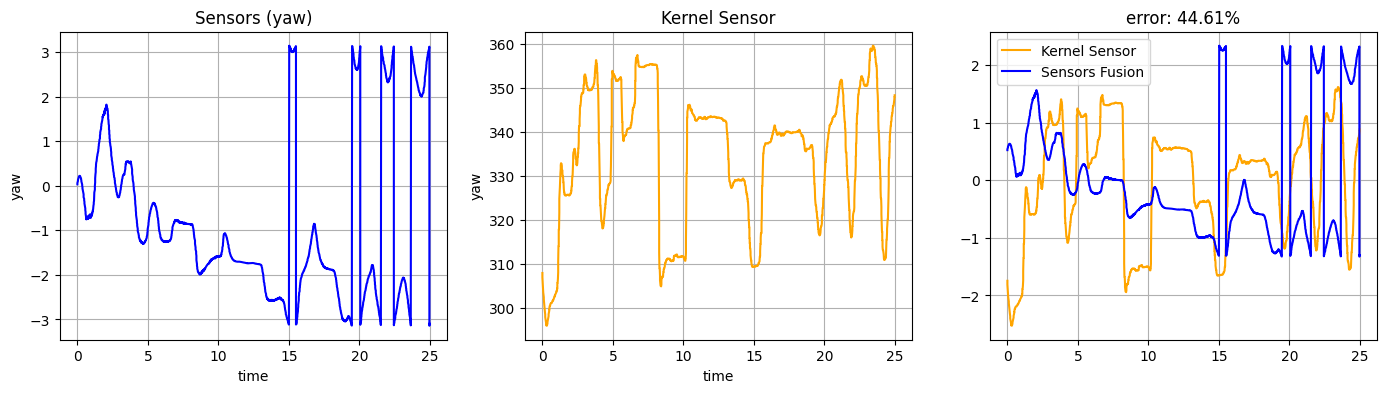 Sensors (yaw)
yaw
3
2
1
0
−1
−2
−3
0 5 10 15 20 25
time
Kernel Sensor
yaw
360
350
340
330
320
310
300
0 5 10 15 20 25
time
error: 44.61%
Kernel Sensor
Sensors Fusion
2
1
0
−1
−2
0 5 10 15 20 25